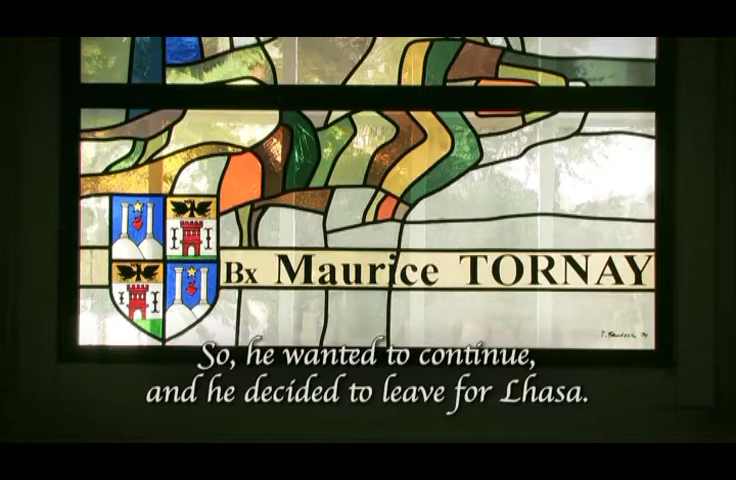 Bx Maurice TORNAY
So, he wanted to continue,
and he decided to leave for Lhasa.